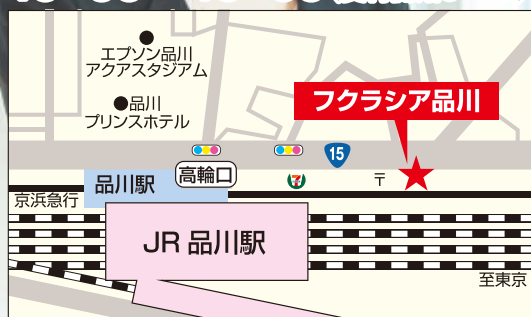 エプソン品川
アクアスタジアム
●品川
プリンスホテル
フクラシア品川
15
高輪口
7
〒
品川駅
京浜急行
JR 品川駅
至東京